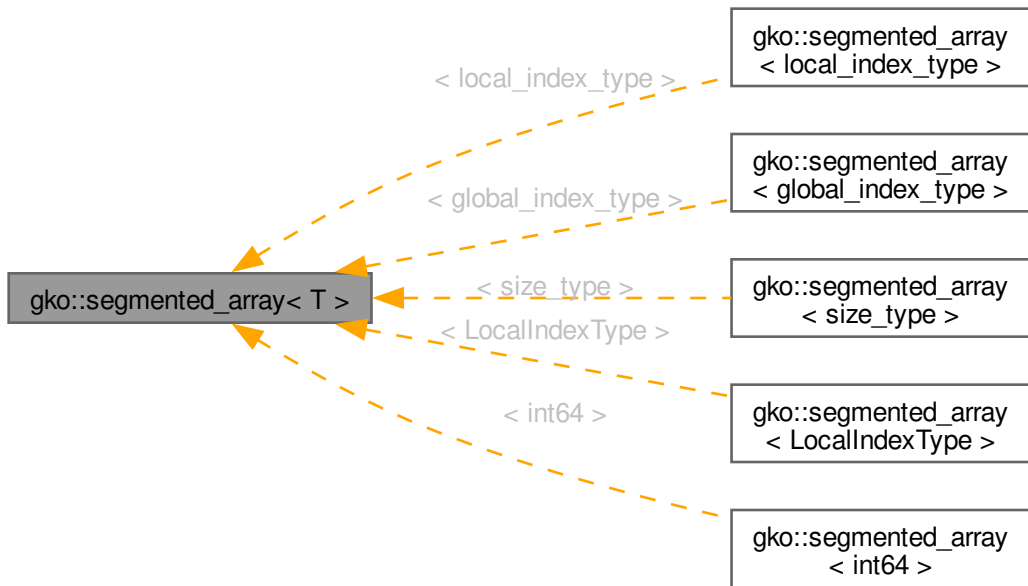 gko::segmented_array
< local_index_type >
< local_index_type >
gko::segmented_array
< global_index_type >
< global_index_type >
gko::segmented_array< T >
< size_type >
gko::segmented_array
< size_type >
< LocalIndexType >
gko::segmented_array
< LocalIndexType >
< int64 >
gko::segmented_array
< int64 >